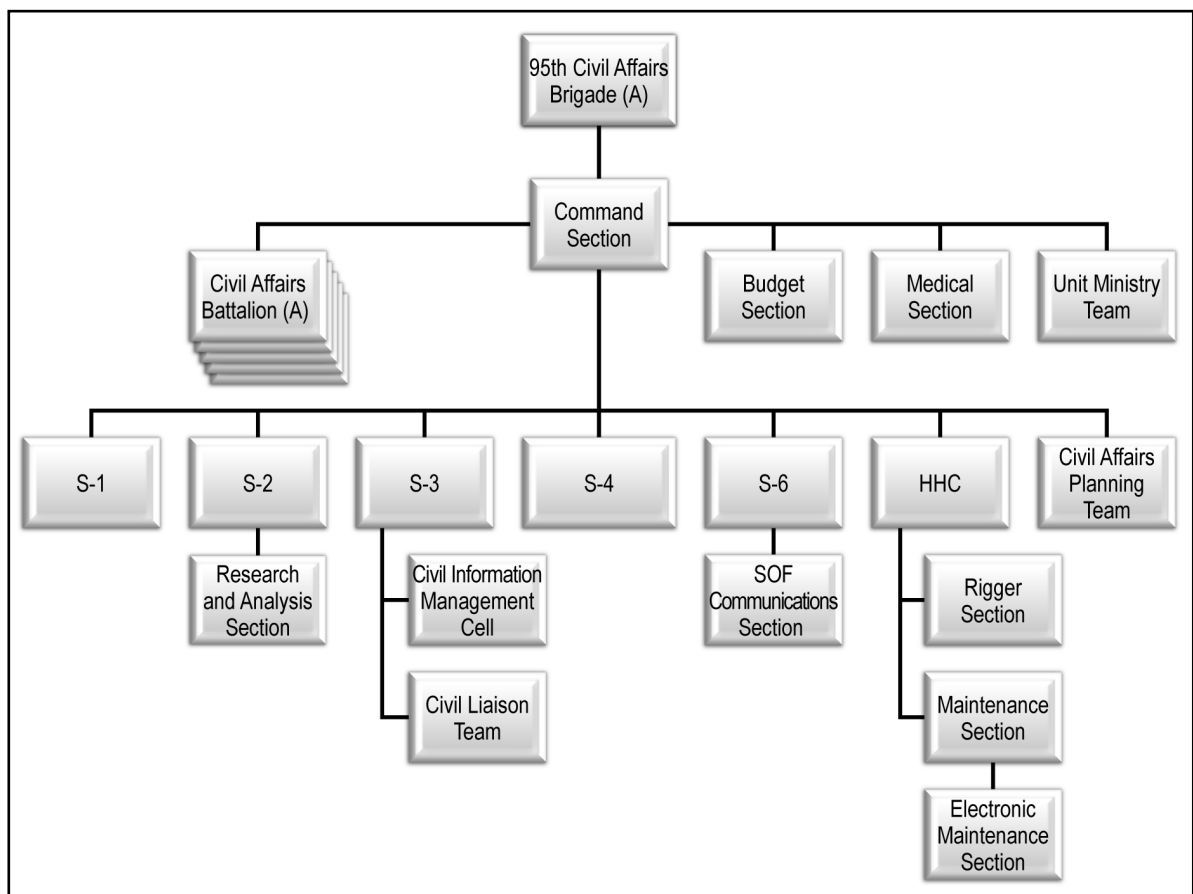 95th Civil Affairs
Brigade (A)
Command
Section
Civil Affairs
Battalion (A)
Budget
Section
Medical
Section
Unit Ministry
Team
S-1
S-2
S-3
S-4
S-6
HHC
Civil Affairs
Planning
Team
Research
and Analysis
Section
Civil Information
Management
Cell
SOF
Communications
Section
Rigger
Section
Civil Liaison
Team
Maintenance
Section
Electronic
Maintenance
Section